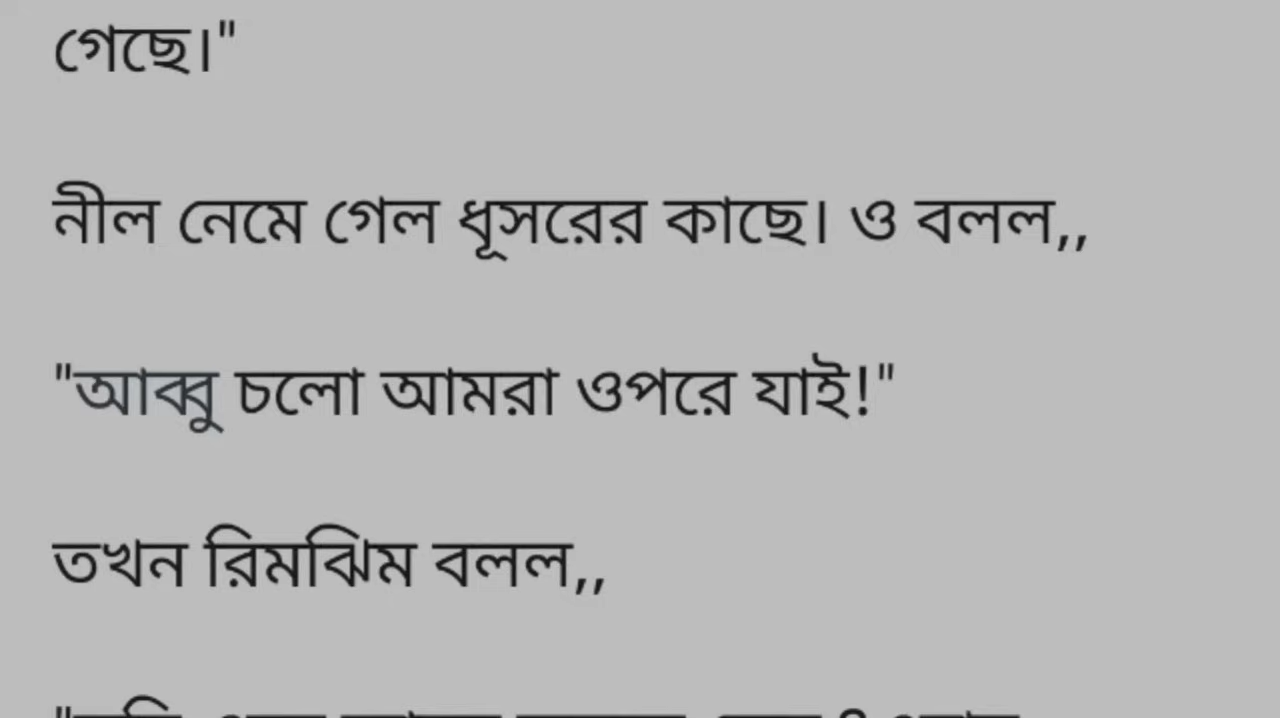 গেছে।"
নীল নেমে গেল ধূসরের কাছে। ও বলল,,
"আব্বু চলো আমরা ওপরে যাই!"
তখন রিমঝিম বলল,,